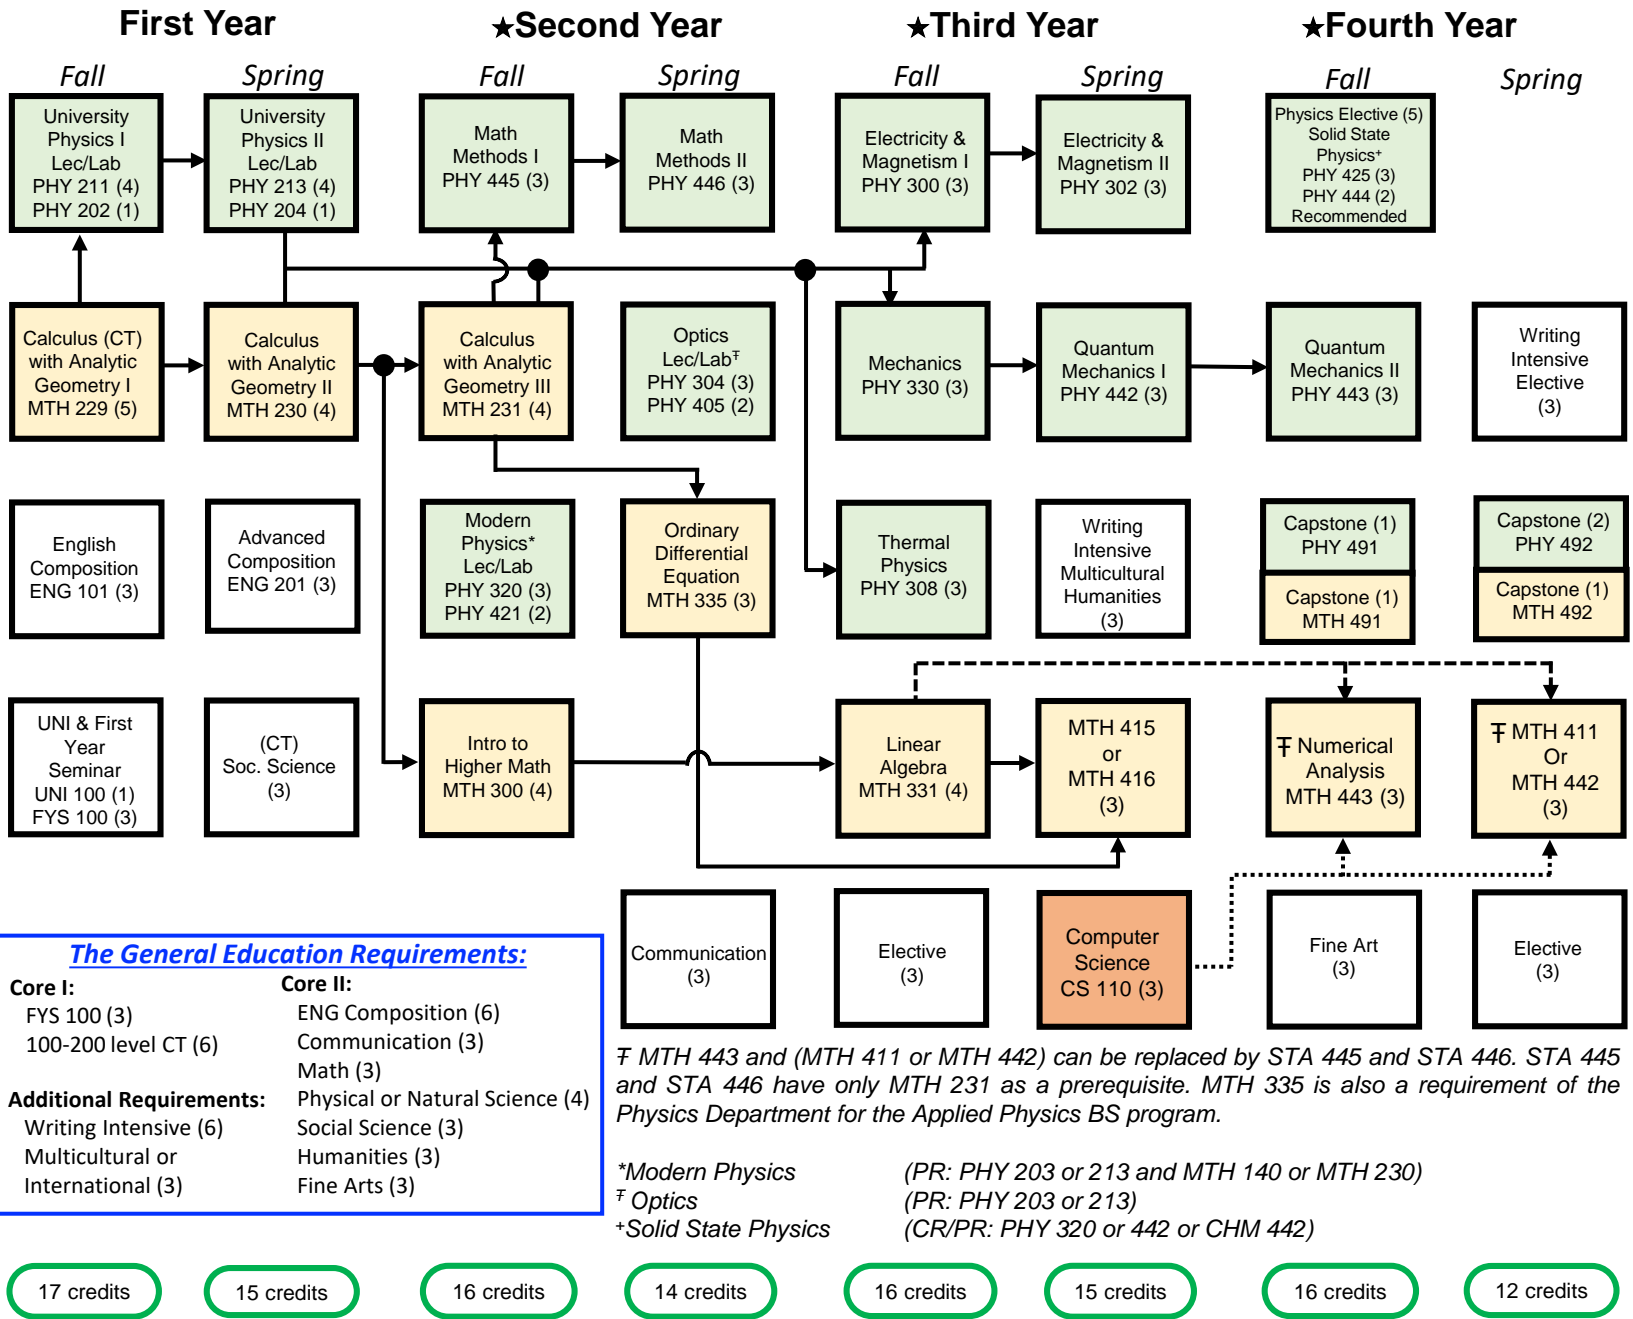 First Year
★Second Year
★Third Year
★Fourth Year
Fall
Spring
Fall
Spring
Fall
Spring
Fall
Spring
University
Physics I
Lec/Lab
PHY 211 (4)
PHY 202 (1)
University
Physics II
Lec/Lab
PHY 213 (4)
PHY 204 (1)
Math
Methods I
PHY 445 (3)
Math
Methods II
PHY 446 (3)
Electricity &
Magnetism I
PHY 300 (3)
Electricity &
Magnetism II
PHY 302 (3)
Physics Elective (5)
Solid State
Physics⁺
PHY 425 (3)
PHY 444 (2)
Recommended
Calculus (CT)
with Analytic
Geometry I
MTH 229 (5)
Calculus
with Analytic
Geometry II
MTH 230 (4)
Calculus
with Analytic
Geometry III
MTH 231 (4)
Optics
Lec/Lab Ŧ
PHY 304 (3)
PHY 405 (2)
Mechanics
PHY 330 (3)
Quantum
Mechanics I
PHY 442 (3)
Quantum
Mechanics II
PHY 443 (3)
Writing
Intensive
Elective
(3)
English
Composition
ENG 101 (3)
Advanced
Composition
ENG 201 (3)
Modern
Physics*
Lec/Lab
PHY 320 (3)
PHY 421 (2)
Ordinary
Differential
Equation
MTH 335 (3)
Thermal
Physics
PHY 308 (3)
Writing
Intensive
Multicultural
Humanities
(3)
Capstone (1)
PHY 491
Capstone (1)
MTH 491
Capstone (2)
PHY 492
Capstone (1)
MTH 492
UNI & First
Year
Seminar
UNI 100 (1)
FYS 100 (3)
(CT)
Soc. Science
(3)
Intro to
Higher Math
MTH 300 (4)
Linear
Algebra
MTH 331 (4)
MTH 415
or
MTH 416
(3)
Ŧ Numerical
Analysis
MTH 443 (3)
Ŧ MTH 411
Or
MTH 442
(3)
Communication
(3)
Elective
(3)
Computer
Science
CS 110 (3)
Fine Art
(3)
Elective
(3)
The General Education Requirements:
Core I:
FYS 100 (3)
100-200 level CT (6)
Additional Requirements:
Writing Intensive (6)
Multicultural or
International (3)
Core II:
ENG Composition (6)
Communication (3)
Math (3)
Physical or Natural Science (4)
Social Science (3)
Humanities (3)
Fine Arts (3)
Ŧ MTH 443 and (MTH 411 or MTH 442) can be replaced by STA 445 and STA 446. STA 445
and STA 446 have only MTH 231 as a prerequisite. MTH 335 is also a requirement of the
Physics Department for the Applied Physics BS program.
*Modern Physics (PR: PHY 203 or 213 and MTH 140 or MTH 230)
Ŧ Optics (PR: PHY 203 or 213)
⁺Solid State Physics (CR/PR: PHY 320 or 442 or CHM 442)
17 credits
15 credits
16 credits
14 credits
16 credits
15 credits
16 credits
12 credits